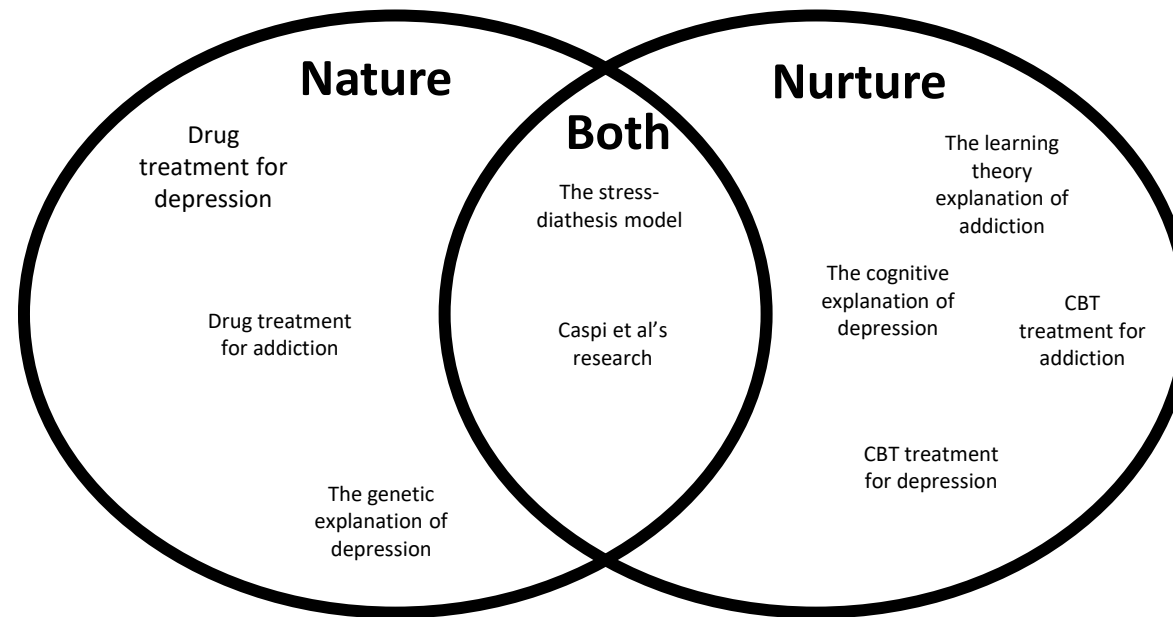 Nature
Drug
treatment for
depression
Drug treatment
for addiction
The genetic
explanation of
depression
Both
The stress-
diathesis model
Caspi et al’s
research
Nurture
The learning
theory
explanation of
addiction
The cognitive
explanation of
depression
CBT
treatment for
addiction
CBT treatment
for depression